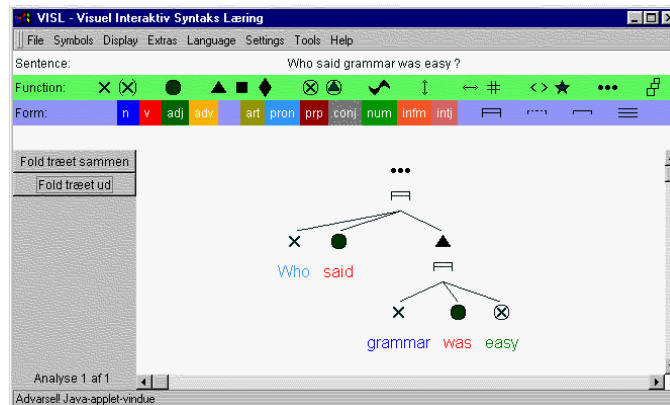 VISL - Visuel Interaktiv Syntaks Læring
File Symbols Display Extras Language Settings Tools Help
Sentence: Who said grammar was easy ?
Function:
Form: n v adj adv art pron prp conj num infm intj
Fold træet sammen
Fold træet ud
Who said
grammar was easy
Analyse 1 af 1
Advarsel! Java-applet-vindue